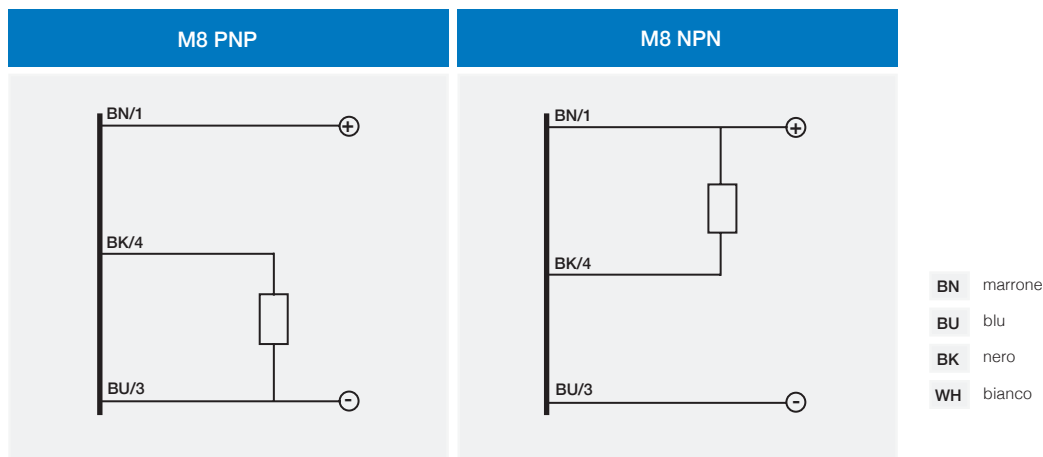 M8 PNP
BN/1
+
BK/4
BU/3
-
M8 NPN
BN/1
+
BK/4
BU/3
-
BN marrone
BU blu
BK nero
WH bianco